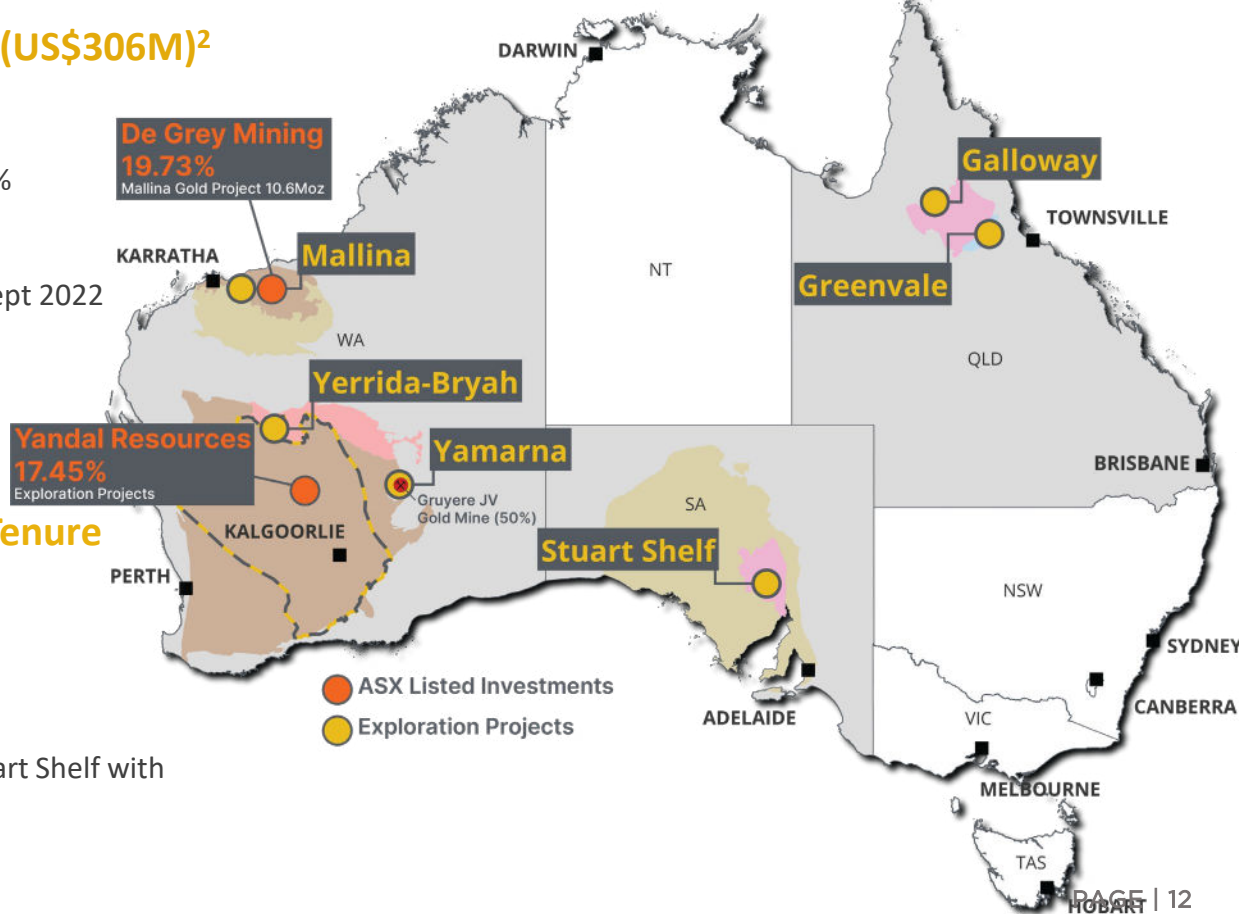 (US$306M)2
%
ept 2022
Tenure
art Shelf with
DARWIN
De Grey Mining
19.73%
Mallina Gold Project 10.6Moz
Galloway
TOWNSVILLE
KARRATHA
Mallina
NT
Greenvale
WA
QLD
Yerrida-Bryah
Yandal Resources
17.45%
Exploration Projects
Yamarna
BRISBANE
Gruyere JV
Gold Mine (50%)
SA
KALGOORLIE
Stuart Shelf
PERTH
NSW
SYDNEY
ASX Listed Investments
CANBERRA
ADELAIDE
VIC
Exploration Projects
MELBOURNE
TAS
HOBART
PAGE | 12